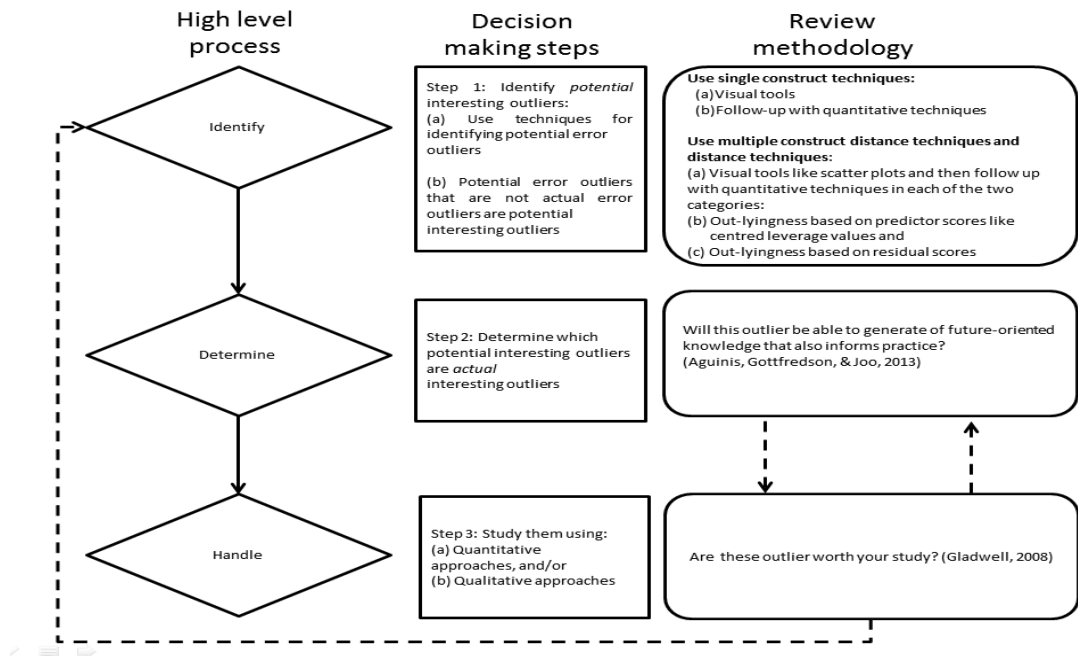 High level
process
Decision
making steps
Review
methodology
Identify
Step 1: Identify potential
interesting outliers:
(a) Use techniques for
identifying potential error
outliers
(b) Potential error outliers
that are not actual error
outliers are potential
interesting outliers
Use single construct techniques:
(a)Visual tools
(b)Follow-up with quantitative techniques
Use multiple construct distance techniques and
distance techniques:
(a) Visual tools like scatter plots and then follow up
with quantitative techniques in each of the two
categories:
(b) Out-lyingness based on predictor scores like
centred leverage values and
(c) Out-lyingness based on residual scores
Determine
Step 2: Determine which
potential interesting outliers
are actual
interesting outliers
Will this outlier be able to generate of future-oriented
knowledge that also informs practice?
(Aguinis, Gottfredson, & Joo, 2013)
Handle
Step 3: Study them using:
(a) Quantitative
approaches, and/or
(b) Qualitative approaches
Are these outlier worth your study? (Gladwell, 2008)